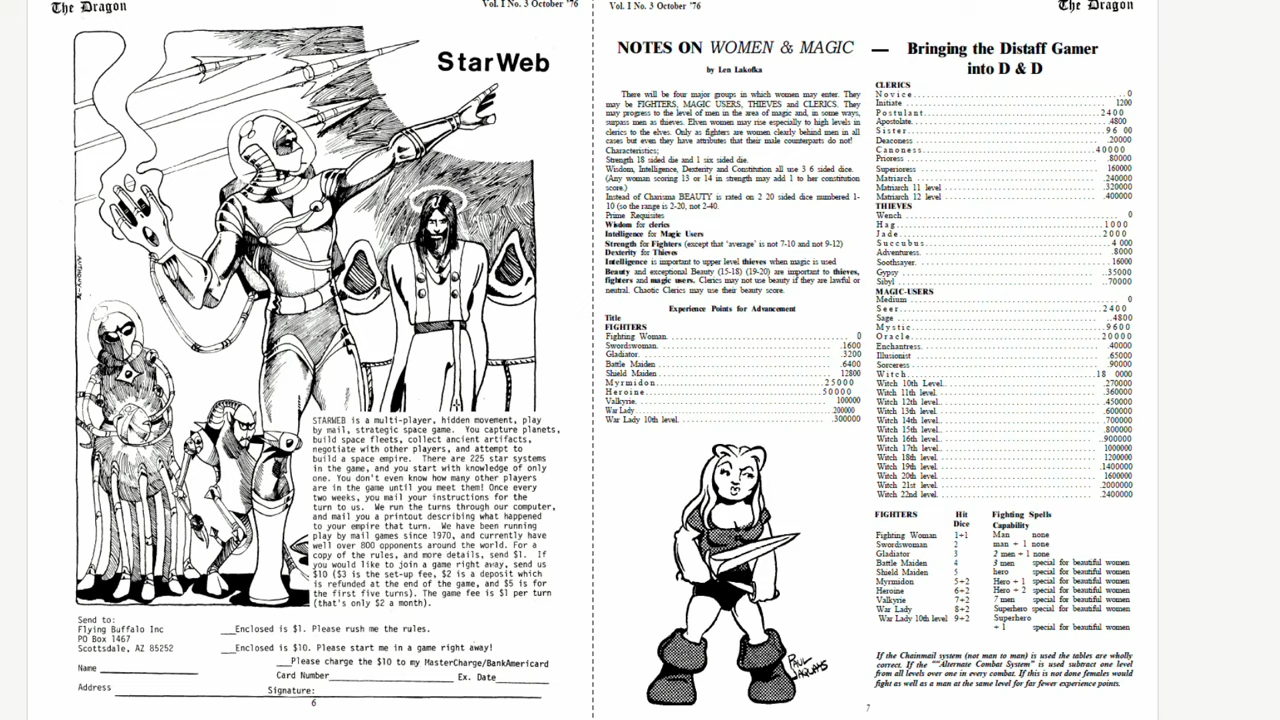 The Dragon
Vol. I No. 3 October '76
StarWeb
STARWEB is a multi-player, hidden movement, play
by mail, strategic space game. You capture planets,
build space fleets, collect ancient artifacts,
negotiate with other players, and attempt to
build a space empire. There are 225 star systems
in the game, and you start with knowledge of only
one. You don't even know how many other players
are in the game until you meet them! Once every
two weeks, you mail your instructions for the
turn to us. We run the turns through our computer,
and mail you a printout describing what happened
to your empire that turn. We have been running
play by mail games since 1970, and currently have
well over 800 opponents around the world. For a
copy of the rules, and more details, send $1. If
you would like to join a game right away, send us
$10 ($3 is the set-up fee, $2 is a deposit which
is refunded at the end of the game, and $5 is for
the first five turns). The game fee is $1 per turn
(that's only $2 a month).
Send to:
Flying Buffalo Inc
PO Box 1467
Scottsdale, AZ 85252
___Enclosed is $1. Please rush me the rules.
___Enclosed is $10. Please start me in a game right away!
___Please charge the $10 to my MasterCharge/BankAmericard
Name
Card Number Ex. Date
Address
Signature:
6
Vol. I No. 3 October '76
The Dragon
NOTES ON WOMEN & MAGIC — Bringing the Distaff Gamer
into D & D
by Len Lakofka
There will be four major groups in which women may enter. They
may be FIGHTERS, MAGIC USERS, THIEVES and CLERICS. They
may progress to the level of men in the area of magic and, in some ways,
surpass men as thieves. Elven women may rise especially to high levels in
clerics to the elves. Only as fighters are women clearly behind men in all
cases but even they have attributes that their male counterparts do not!
Characteristics;
Strength 18 sided die and 1 six sided die.
Wisdom, Intelligence, Dexterity and Constitution all use 3 6 sided dice.
(Any woman scoring 13 or 14 in strength may add 1 to her constitution
score.)
Instead of Charisma BEAUTY is rated on 2 20 sided dice numbered 1-
10 (so the range is 2-20, not 2-40.
Prime Requisites
Wisdom for clerics
Intelligence for Magic Users
Strength for Fighters (except that 'average' is not 7-10 and not 9-12)
Dexterity for Thieves
Intelligence is important to upper level thieves when magic is used
Beauty and exceptional Beauty (15-18) (19-20) are important to thieves,
fighters and magic users. Clerics may not use beauty if they are lawful or
neutral. Chaotic Clerics may use their beauty score.
Experience Points for Advancement
Title
FIGHTERS
Fighting Woman 0
Swordswoman 1600
Gladiator 3200
Battle Maiden 6400
Shield Maiden 12800
Myrmidon 25000
Heroine 50000
Valkyrie 100000
War Lady 200000
War Lady 10th level 300000
PAUL JAQUAYS
CLERICS
Novice 0
Initiate 1200
Postulant 2400
Apostolate 4800
Sister 96 00
Deaconess 20000
Canoness 40000
Prioress 80000
Superioress 160000
Matriarch 240000
Matriarch 11 level 320000
Matriarch 12 level 400000
THIEVES
Wench 0
Hag 1000
Jade 2000
Succubus 4 000
Adventuress 8000
Soothsayer 16000
Gypsy 35000
Sibyl 70000
MAGIC-USERS
Medium 0
Seer 2400
Sage 4800
Mystic 9600
Oracle 20000
Enchantress 40000
Illusionist 65000
Sorceress 90000
Witch 18 0000
Witch 10th Level 270000
Witch 11th level 360000
Witch 12th level 450000
Witch 13th level 600000
Witch 14th level 700000
Witch 15th level 800000
Witch 16th level 900000
Witch 17th level 1000000
Witch 18th level 1200000
Witch 19th level 1400000
Witch 20th level 1600000
Witch 21st level 2000000
Witch 22nd level 2400000
FIGHTERS Hit Fighting Spells
Dice Capability
Fighting Woman 1+1 Man none
Swordswoman 2 man + 1 none
Gladiator 3 2 men + 1 none
Battle Maiden 4 3 men special for beautiful women
Shield Maiden 5 hero special for beautiful women
Myrmidon 5+2 Hero + 1 special for beautiful women
Heroine 6+2 Hero + 2 special for beautiful women
Valkyrie 7+2 7 men special for beautiful women
War Lady 8+2 Superhero special for beautiful women
War Lady 10th level 9+2 Superhero
+ 1 special for beautiful women
If the Chainmail system (not man to man) is used the tables are wholly
correct. If the ""Alternate Combat System" is used subtract one level
from all levels over one in every combat. If this is not done females would
fight as well as a man at the same level for far fewer experience points.
7